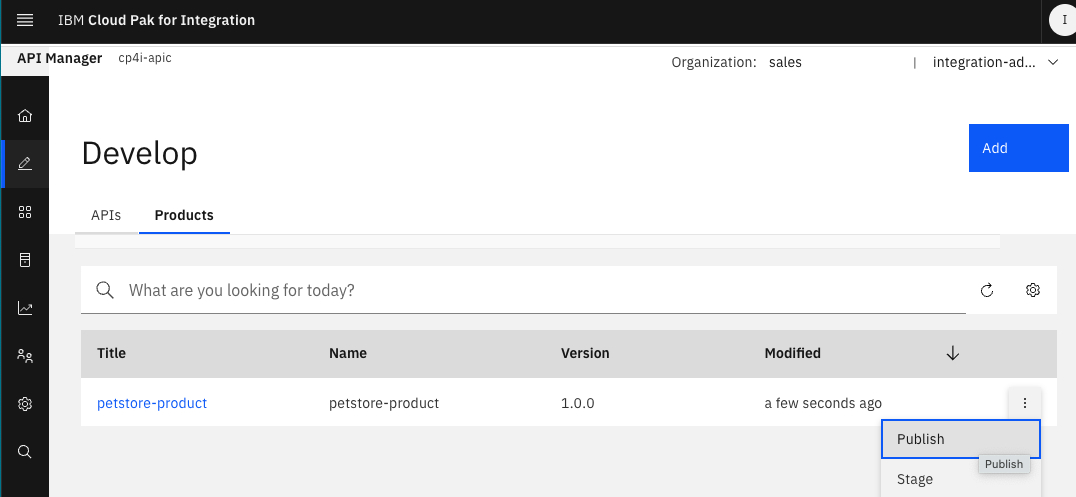 IBM Cloud Pak for Integration
I
API Manager cp4i-apic
Organization: sales | integration-ad...
Develop
Add
APIs Products
What are you looking for today?
Title Name Version Modified
petstore-product petstore-product 1.0.0 a few seconds ago
Publish
Publish
Stage